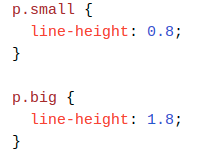 p.small {
  line-height: 0.8;
}

p.big {
  line-height: 1.8;
}